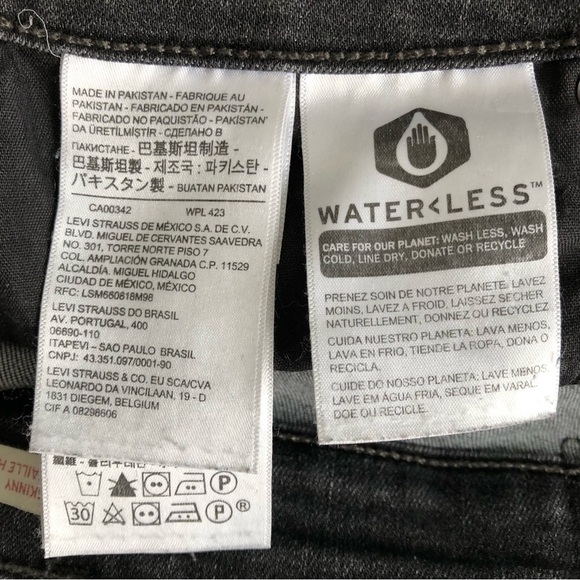 MADE IN PAKISTAN - FABRIQUE AU
PAKISTAN - FABRICADO EN PAKISTÁN -
FABRICADO NO PAQUISTÃO - PAKİSTAN'
DA ÜRETİLMİŞTİR - СДЕЛАНО В
ПАКИСТАНЕ - 巴基斯坦制造 -
巴基斯坦製 - 제조국 : 파키스탄 -
パキスタン製 - BUATAN PAKISTAN
CA00342 WPL 423
LEVI STRAUSS DE MÉXICO S.A. DE C.V.
BLVD. MIGUEL DE CERVANTES SAAVEDRA
NO. 301, TORRE NORTE PISO 7
COL. AMPLIACIÓN GRANADA C.P. 11529
ALCALDÍA. MIGUEL HIDALGO
CIUDAD DE MÉXICO, MÉXICO
RFC: LSM650618M98
LEVI STRAUSS DO BRASIL
AV. PORTUGAL, 400
06690-110
ITAPEVI - SAO PAULO BRASIL
CNPJ: 43.351.097/0001-90
LEVI STRAUSS & CO. EU SCA/CVA
LEONARDO DA VINCILAAN, 19 - D
1831 DIEGEM, BELGIUM
CIF A 08298606
P
30 P ®
SKINNY
WATER<LESS™
CARE FOR OUR PLANET: WASH LESS, WASH
COLD, LINE DRY, DONATE OR RECYCLE
PRENEZ SOIN DE NOTRE PLANETE: LAVEZ
MOINS, LAVEZ A FROID, LAISSEZ SECHER
NATURELLEMENT, DONNEZ OU RECYCLEZ
CUIDA NUESTRO PLANETA: LAVA MENOS,
LAVA EN FRIO, TIENDE LA ROPA, DONA O
RECICLA.
CUIDE DO NOSSO PLANETA: LAVE MENOS,
LAVE EM ÁGUA FRIA, SEQUE EM VARAL,
DOE OU RECICLE.